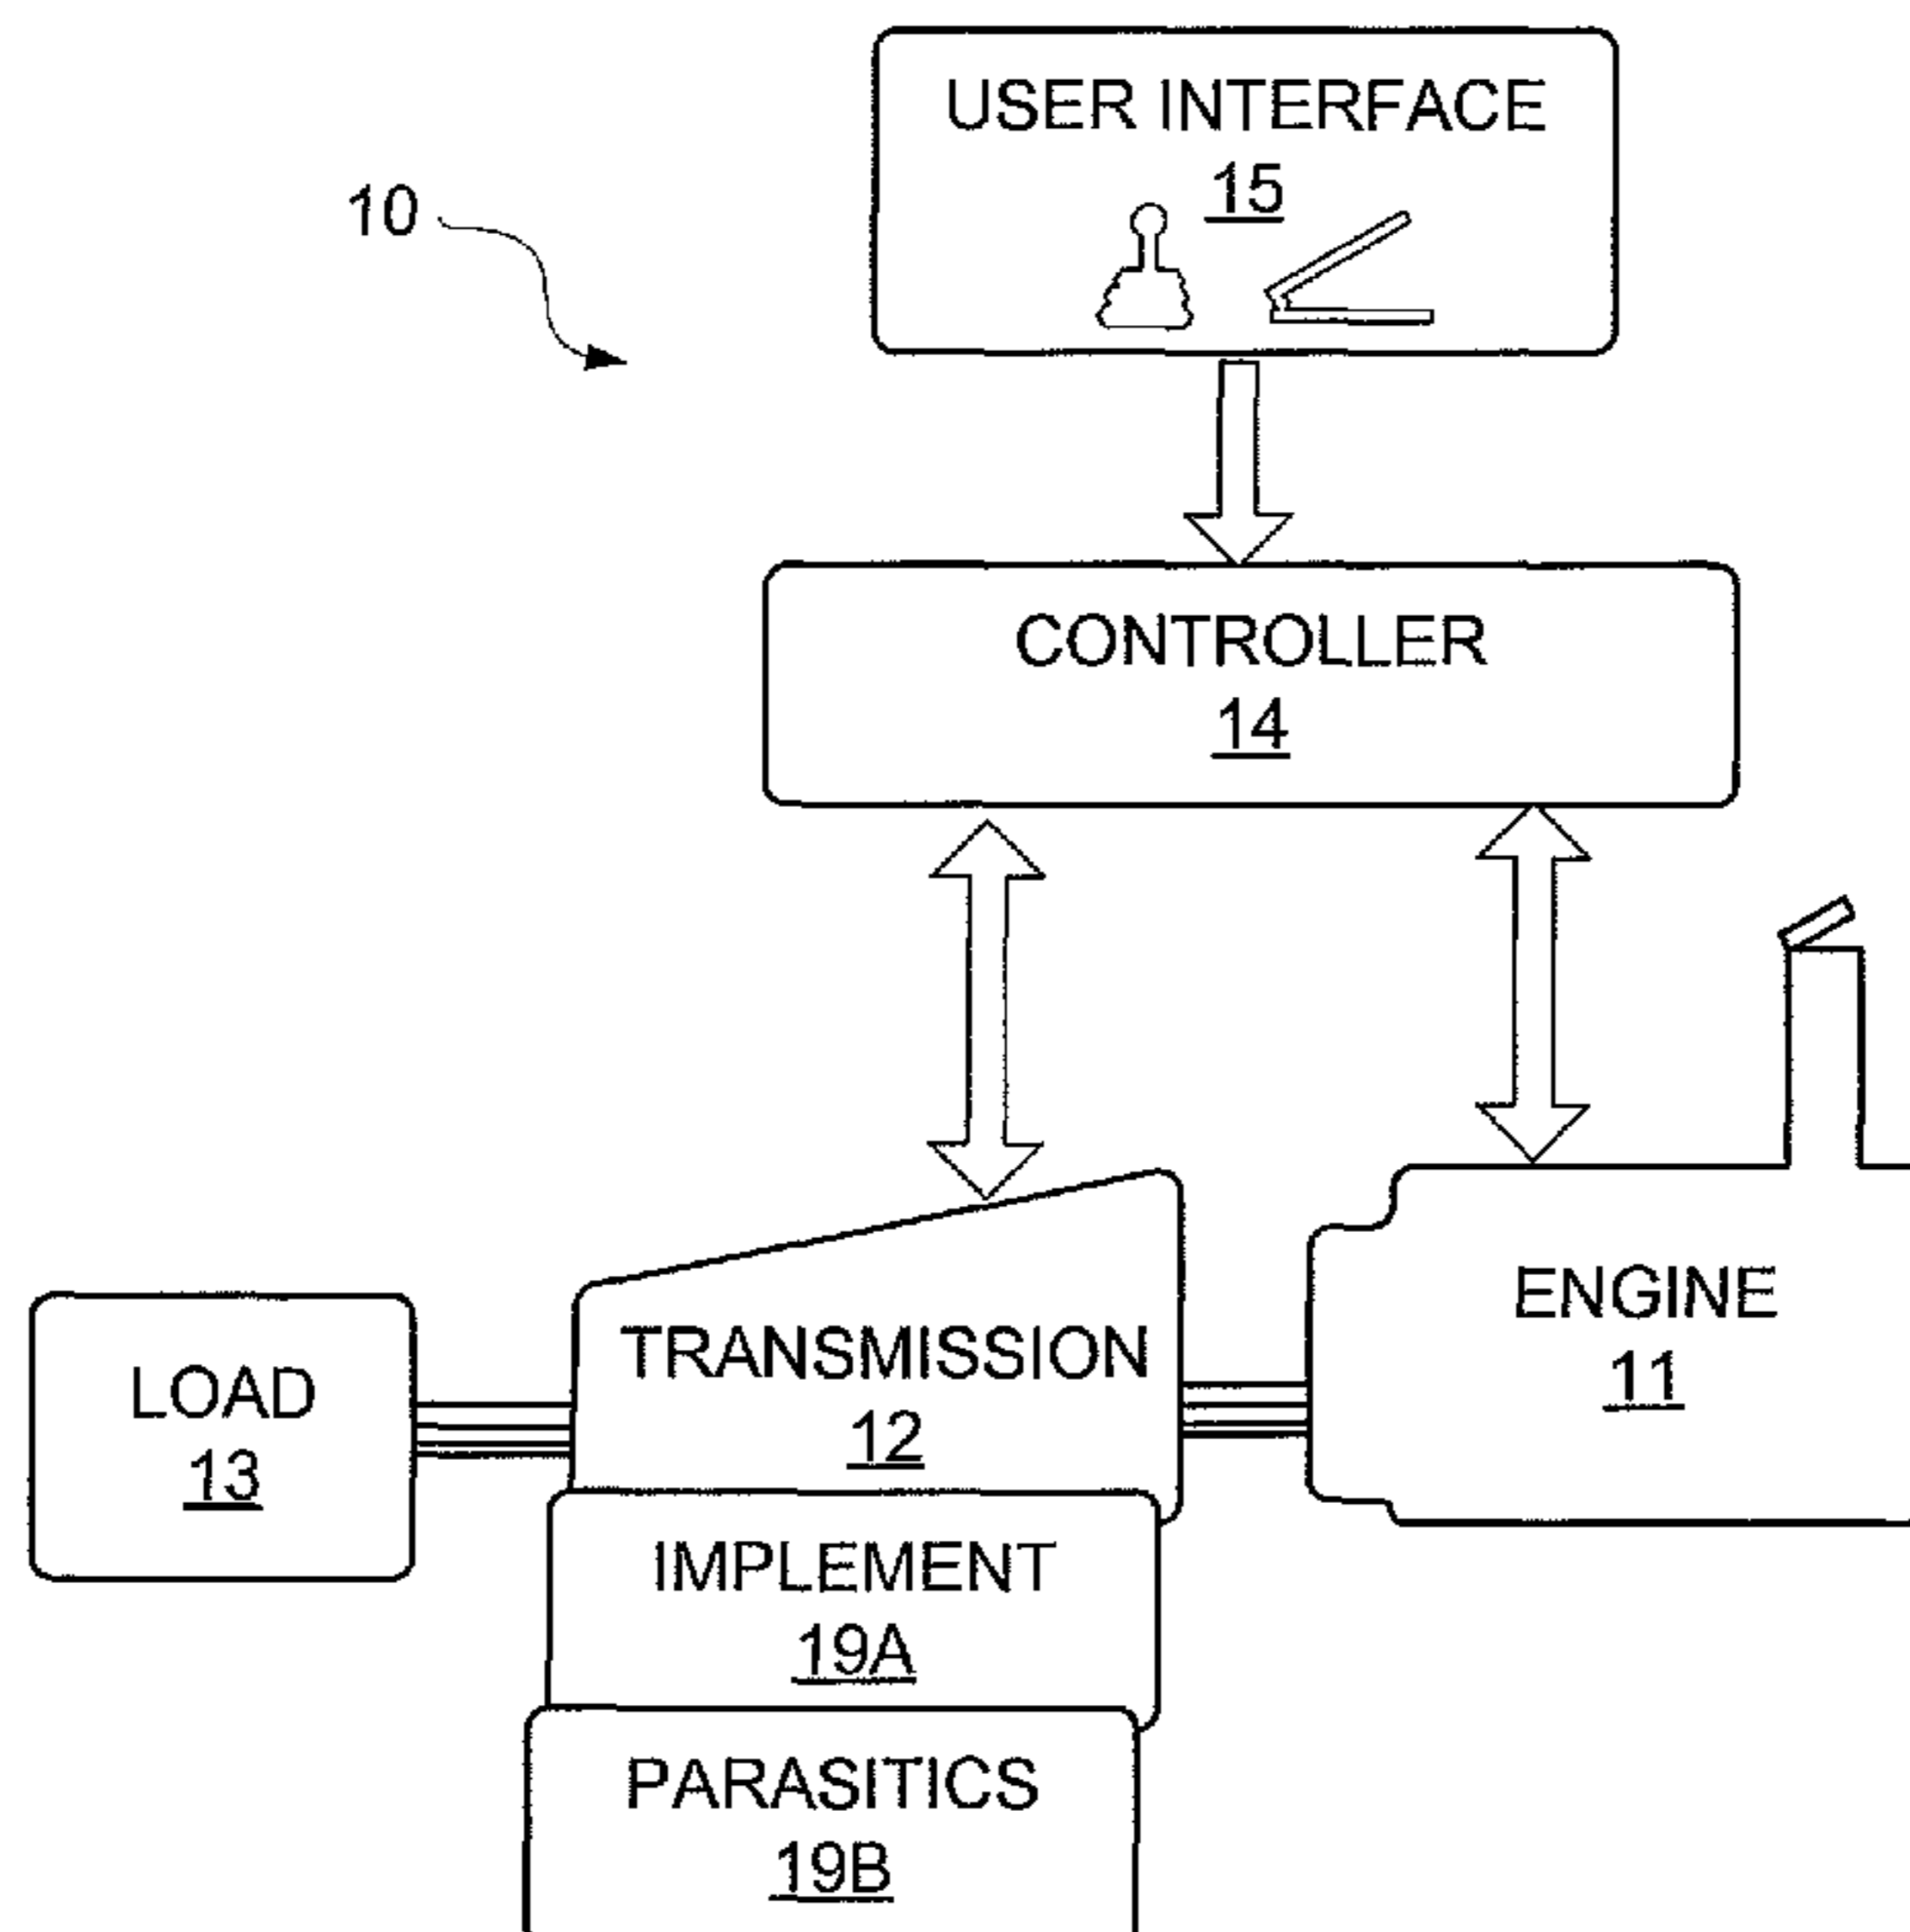 USER INTERFACE
15
10
CONTROLLER
14
ENGINE
11
TRANSMISSION
12
LOAD
13
IMPLEMENT
19A
PARASITICS
19B